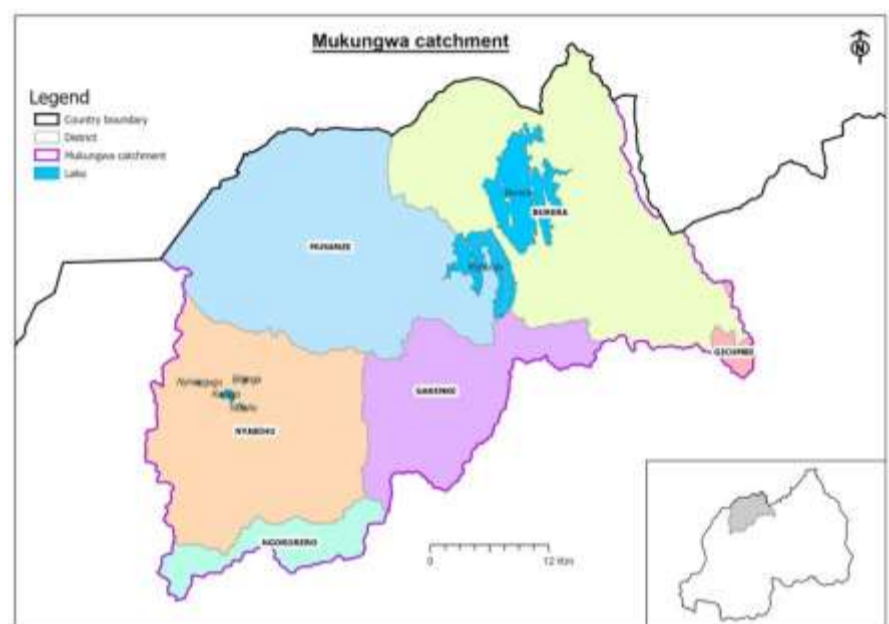 Mukungwa catchment
N
Legend
Country boundary
District
Mukungwa catchment
Lake
BURERA
MUSANZE
GICUMBI
GAKENKE
NYABIHU
NGORORERO
0
12 Km